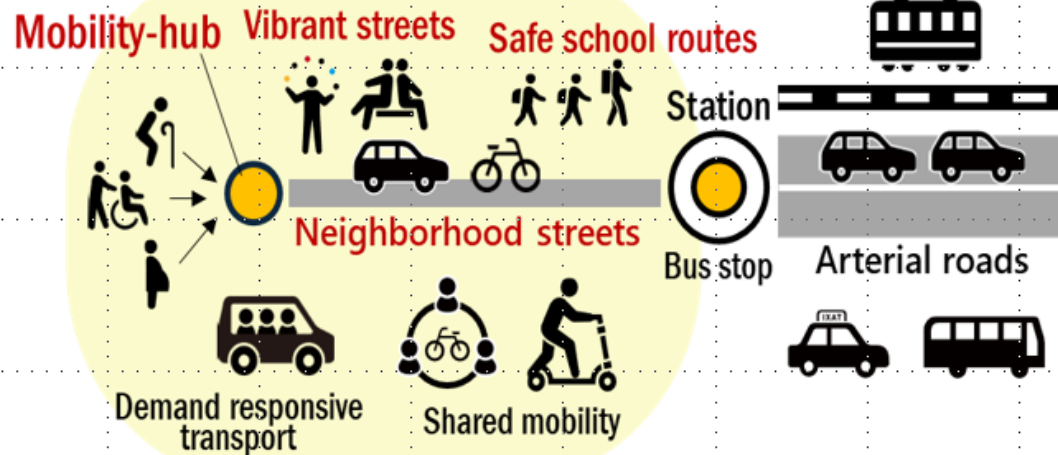 Mobility-hub
Vibrant streets
Safe school routes
Station
Neighborhood streets
Bus stop
Arterial roads
IXAT
Demand responsive
transport
Shared mobility